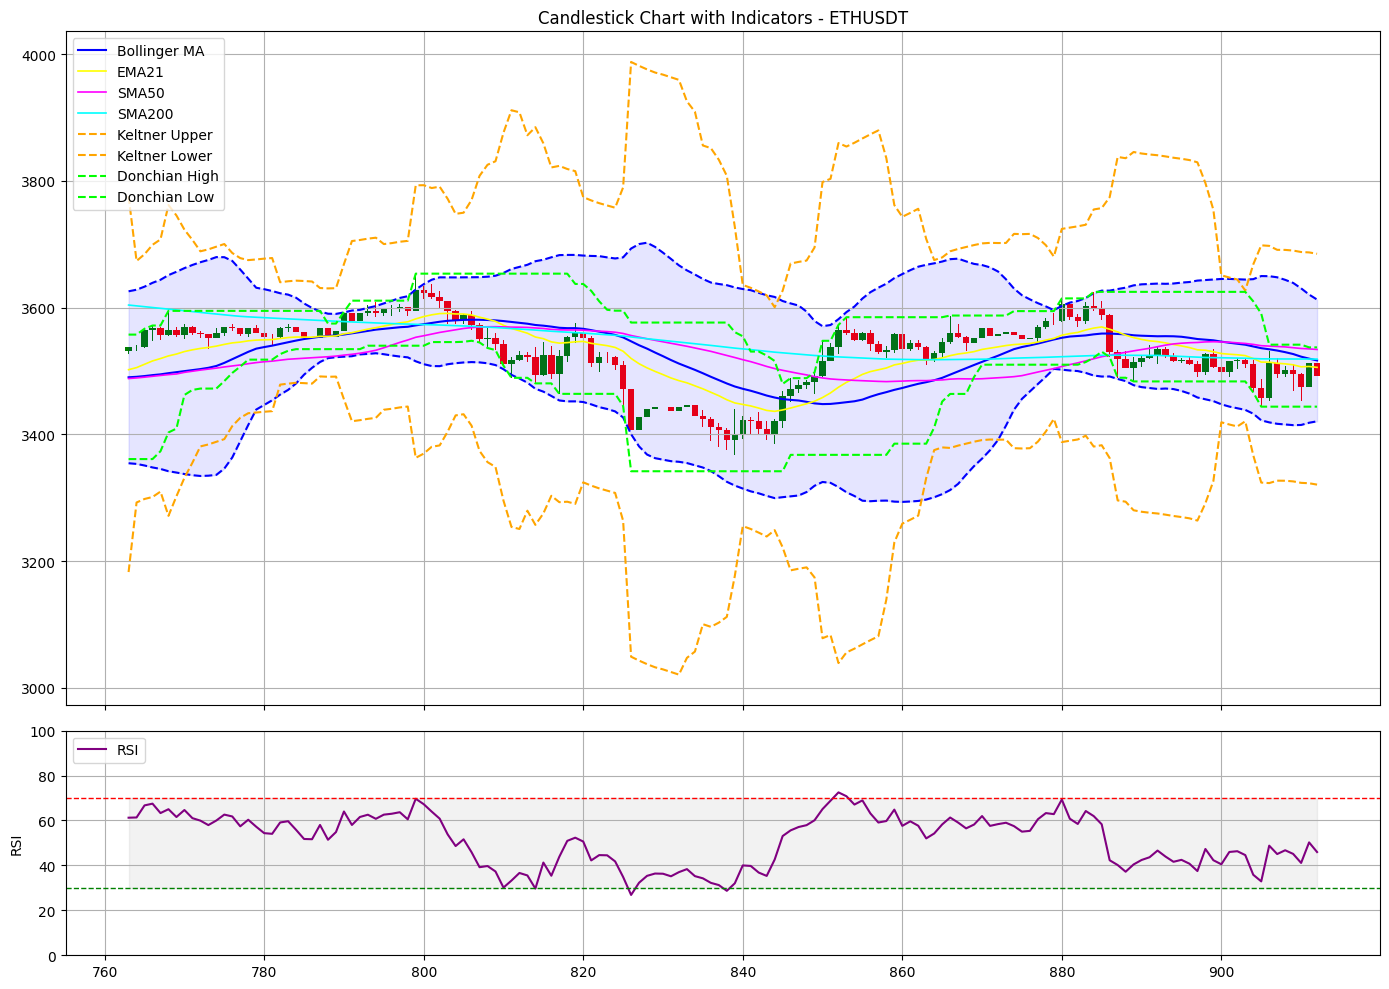 Candlestick Chart with Indicators - ETHUSDT
4000
3800
3600
3400
3200
3000
Bollinger MA
EMA21
SMA50
SMA200
Keltner Upper
Keltner Lower
Donchian High
Donchian Low
100
80
60
40
20
0
RSI
RSI
760 780 800 820 840 860 880 900